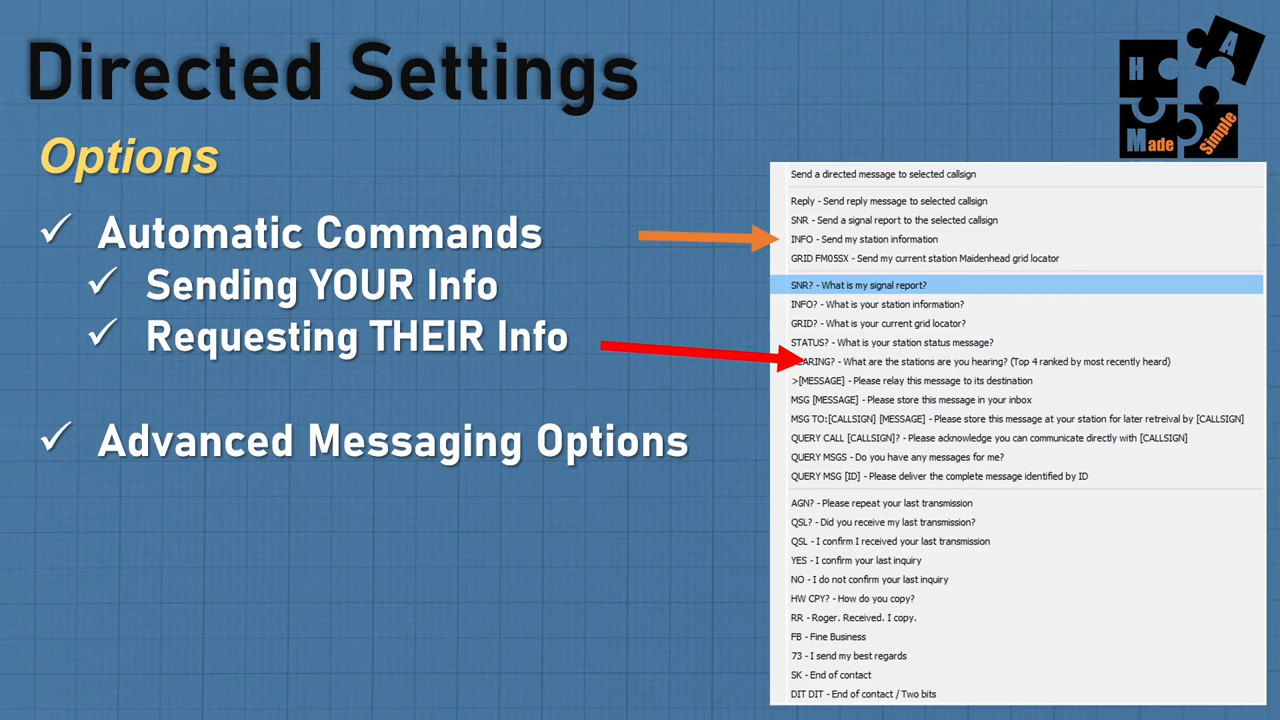 Directed Settings
H A Made Simple
Options
✓ Automatic Commands
✓ Sending YOUR Info
✓ Requesting THEIR Info
✓ Advanced Messaging Options
Send a directed message to selected callsign
Reply - Send reply message to selected callsign
SNR - Send a signal report to the selected callsign
INFO - Send my station information
GRID FM05SX - Send my current station Maidenhead grid locator
SNR? - What is my signal report?
INFO? - What is your station information?
GRID? - What is your current grid locator?
STATUS? - What is your station status message?
EARING? - What are the stations are you hearing? (Top 4 ranked by most recently heard)
>[MESSAGE] - Please relay this message to its destination
MSG [MESSAGE] - Please store this message in your inbox
MSG TO:[CALLSIGN] [MESSAGE] - Please store this message at your station for later retreival by [CALLSIGN]
QUERY CALL [CALLSIGN]? - Please acknowledge you can communicate directly with [CALLSIGN]
QUERY MSGS - Do you have any messages for me?
QUERY MSG [ID] - Please deliver the complete message identified by ID
AGN? - Please repeat your last transmission
QSL? - Did you receive my last transmission?
QSL - I confirm I received your last transmission
YES - I confirm your last inquiry
NO - I do not confirm your last inquiry
HW CPY? - How do you copy?
RR - Roger. Received. I copy.
FB - Fine Business
73 - I send my best regards
SK - End of contact
DIT DIT - End of contact / Two bits